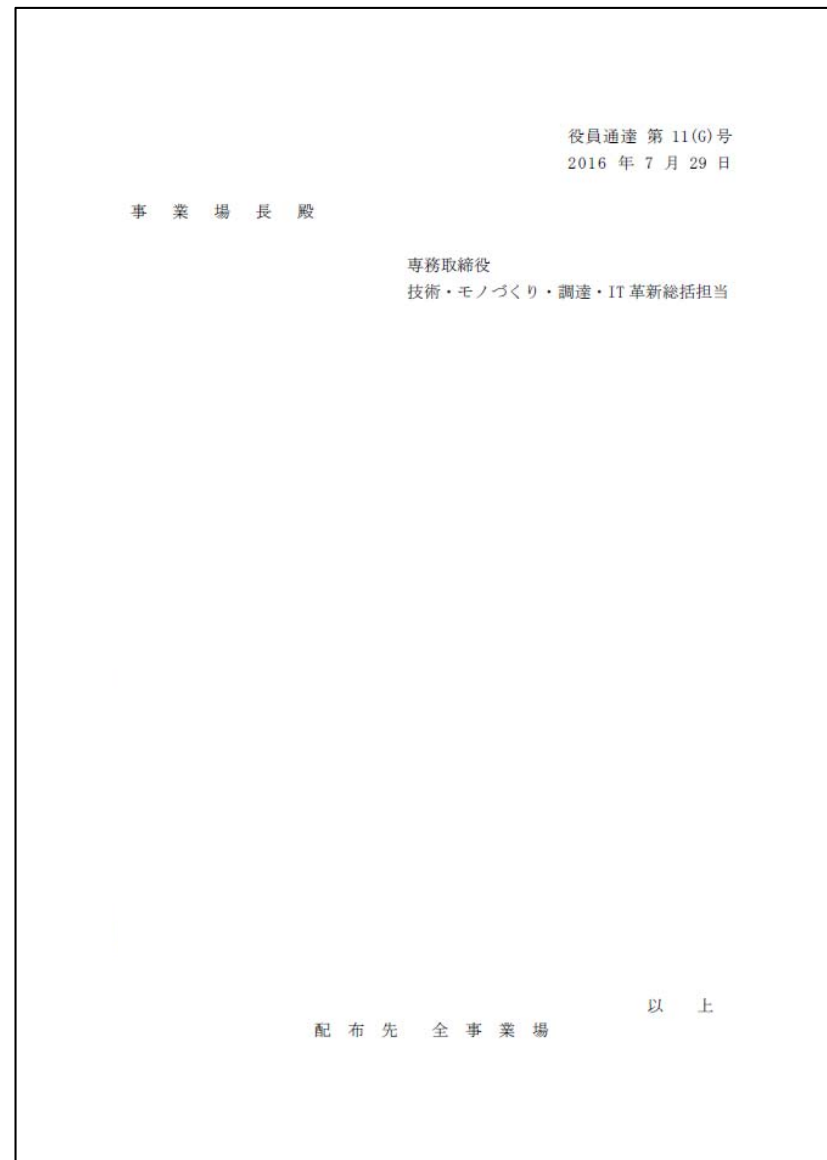 役員通達 第 11(G)号
2016 年 7 月 29 日
事 業 場 長 殿
専務取締役
技術・モノづくり・調達・IT革新総括担当
以 上
配 布 先 全 事 業 場